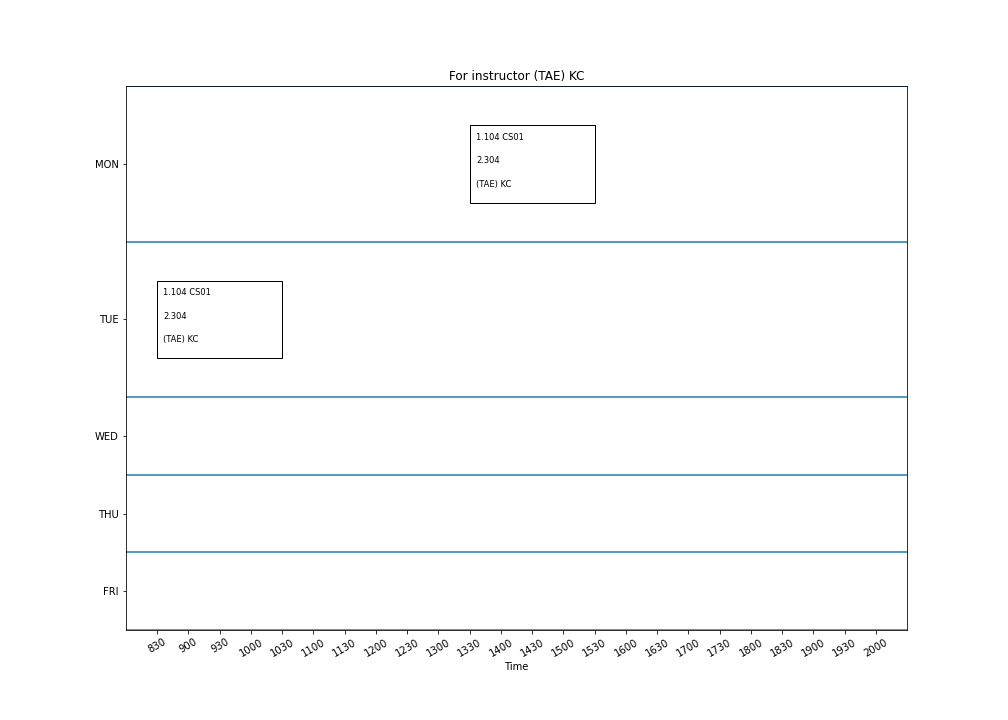 For instructor (TAE) KC
MON
1.104 CS01
2.304
(TAE) KC
TUE
1.104 CS01
2.304
(TAE) KC
WED
THU
FRI
830 900 930 1000 1030 1100 1130 1200 1230 1300 1330 1400 1430 1500 1530 1600 1630 1700 1730 1800 1830 1900 1930 2000
Time